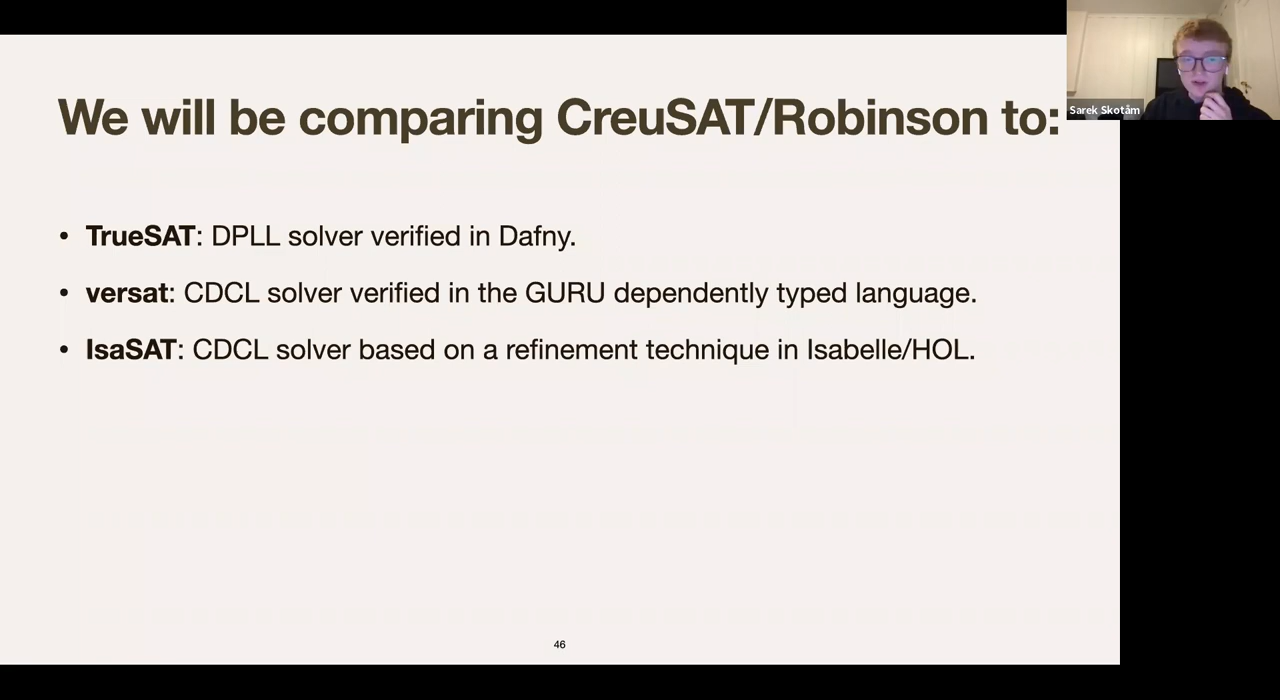 We will be comparing CreuSAT/Robinson to:
Sarek Skotåm
• TrueSAT: DPLL solver verified in Dafny.
• versat: CDCL solver verified in the GURU dependently typed language.
• IsaSAT: CDCL solver based on a refinement technique in Isabelle/HOL.
46